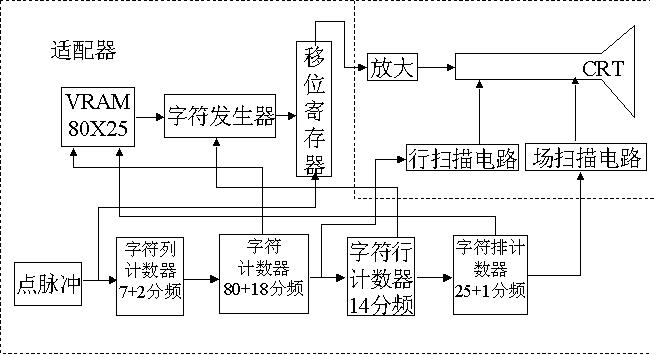 适配器
移
位
寄
存
器
放大
CRT
VRAM
80X25
字符发生器
行扫描电路
场扫描电路
点脉冲
字符列
计数器
7+2分频
字符
计数器
80+18分频
字符行
计数器
14分频
字符排计
数器
25+1分频